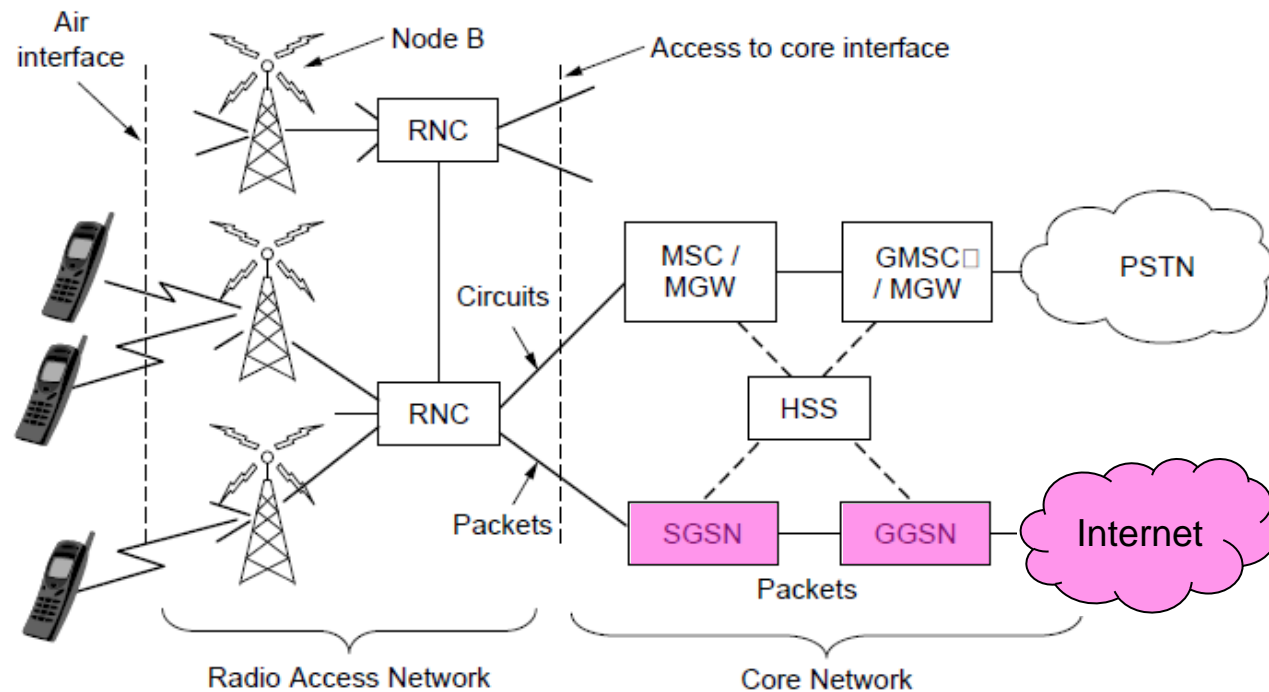 Air
interface
Node B
Access to core interface
RNC
MSC /
MGW
GMSC□
/ MGW
PSTN
Circuits
HSS
RNC
Packets
SGSN
GGSN
Internet
Packets
Radio Access Network
Core Network